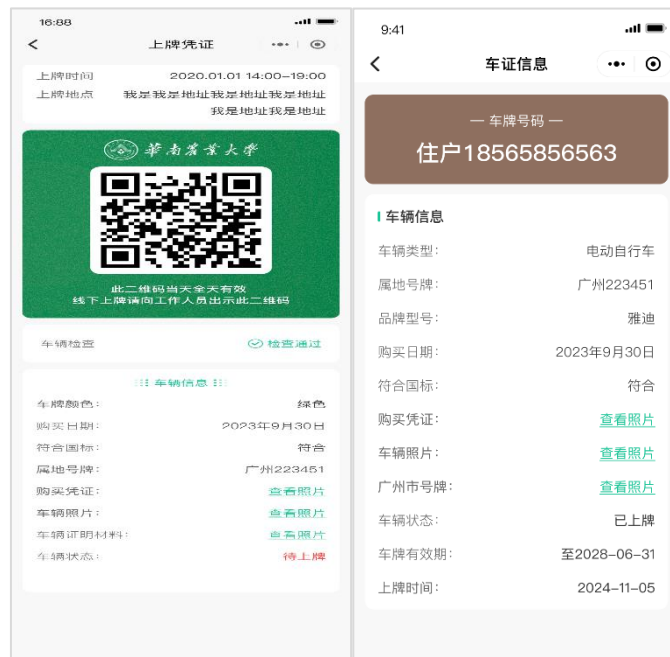 16:88
上牌凭证
上牌时间 2020.01.01 14:00–19:00
上牌地点 我是我是地址我是地址我是地址
我是地址我是地址
華南農業大學
此二维码当天全天有效
线下上牌请向工作人员出示此二维码
车辆检查 检查通过
车辆信息
车牌颜色: 绿色
购买日期: 2023年9月30日
符合国标: 符合
属地号牌: 广州223451
购买凭证: 查看照片
车辆照片: 查看照片
车辆证明材料: 查看照片
车辆状态: 待上牌
9:41
车证信息
— 车牌号码 —
住户18565856563
车辆信息
车辆类型: 电动自行车
属地号牌: 广州223451
品牌型号: 雅迪
购买日期: 2023年9月30日
符合国标: 符合
购买凭证: 查看照片
车辆照片: 查看照片
广州市号牌: 查看照片
车辆状态: 已上牌
车牌有效期: 至2028–06–31
上牌时间: 2024–11–05